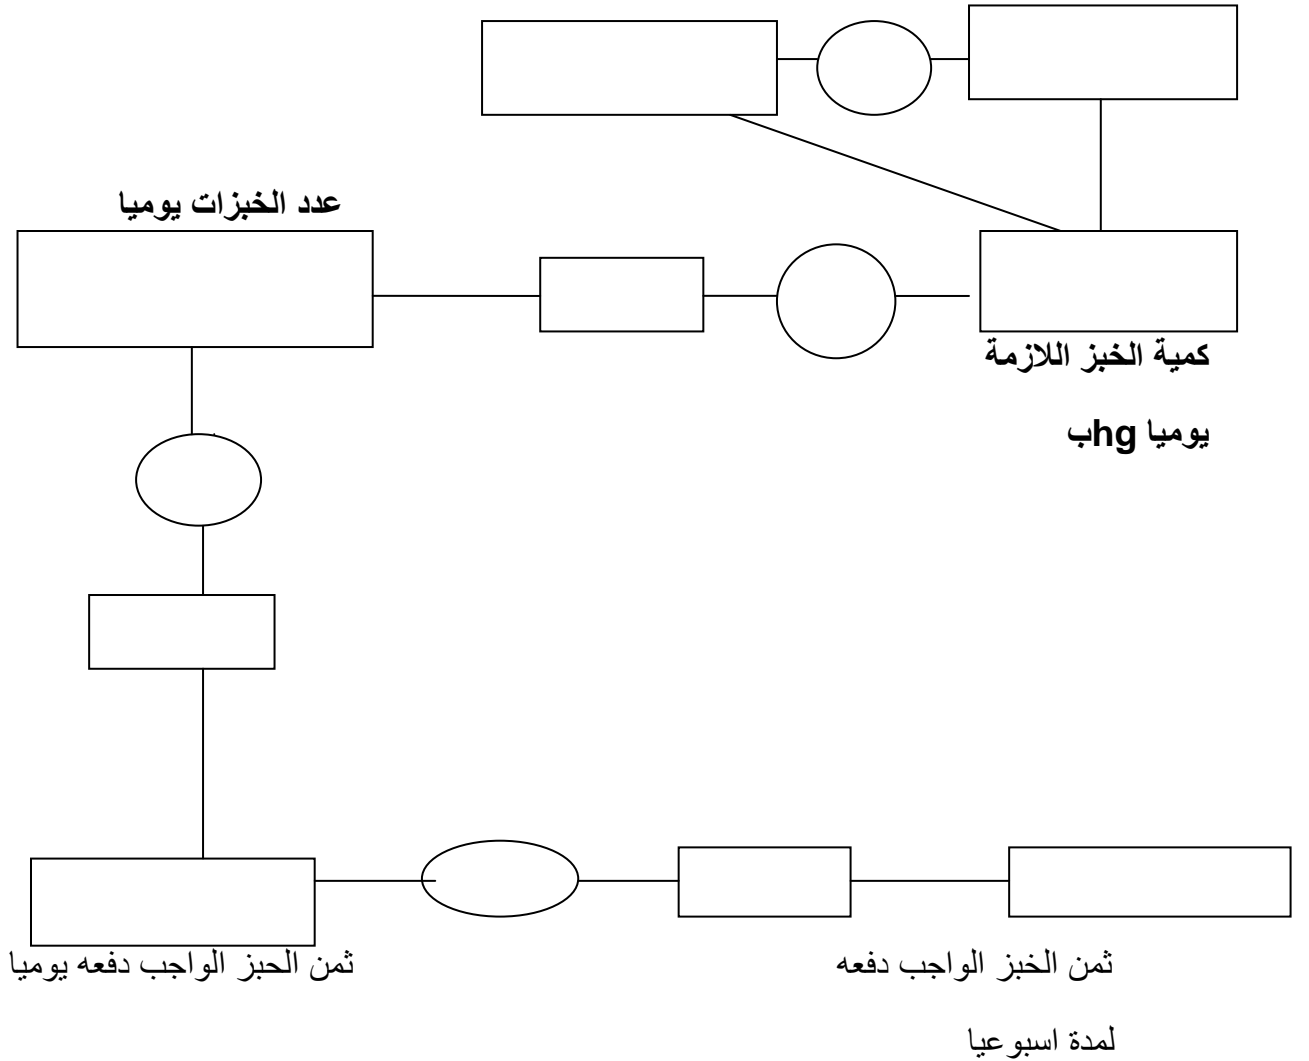 عدد الخبزات يوميا
كمية الخبز اللازمة
يوميا hgب
ثمن الحبز الواجب دفعه يوميا
ثمن الخبز الواجب دفعه
لمدة اسبوعيا